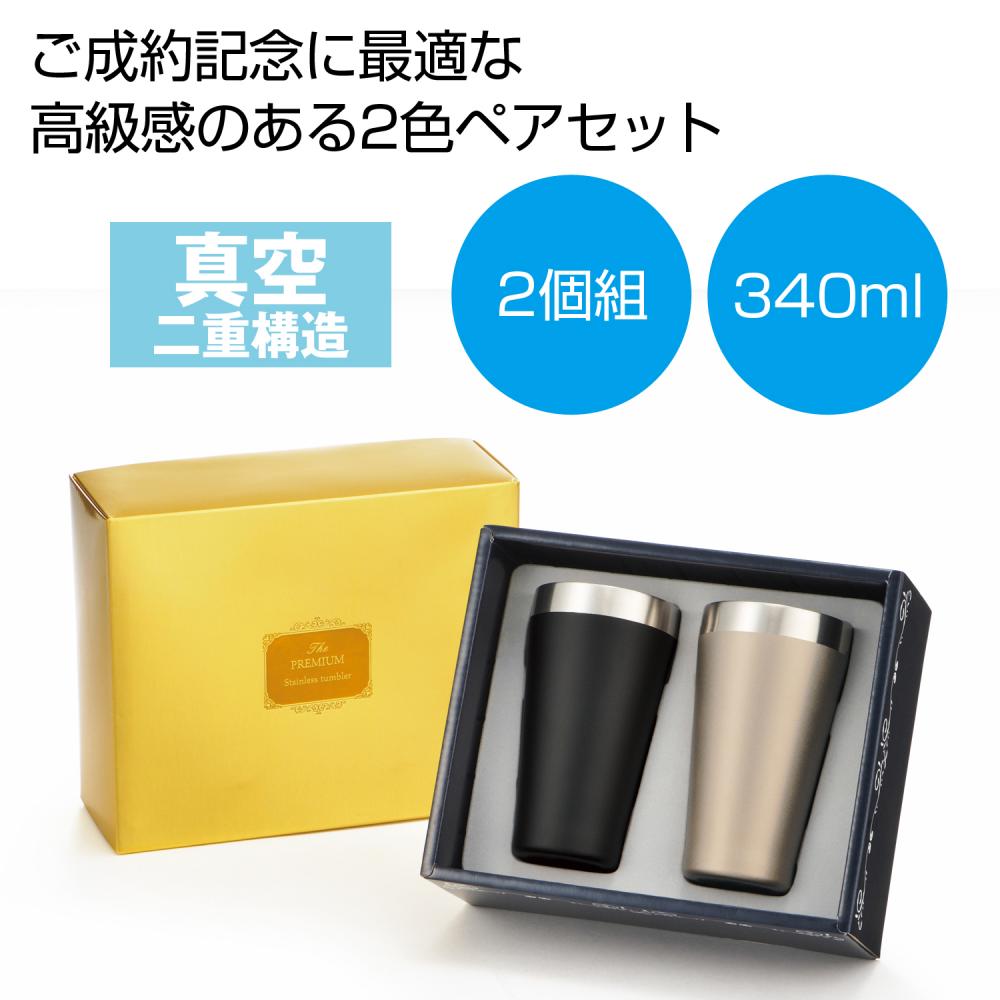 ご成約記念に最適な
高級感のある2色ペアセット
真空
二重構造
2個組
340ml
The
PREMIUM
Stainless tumbler